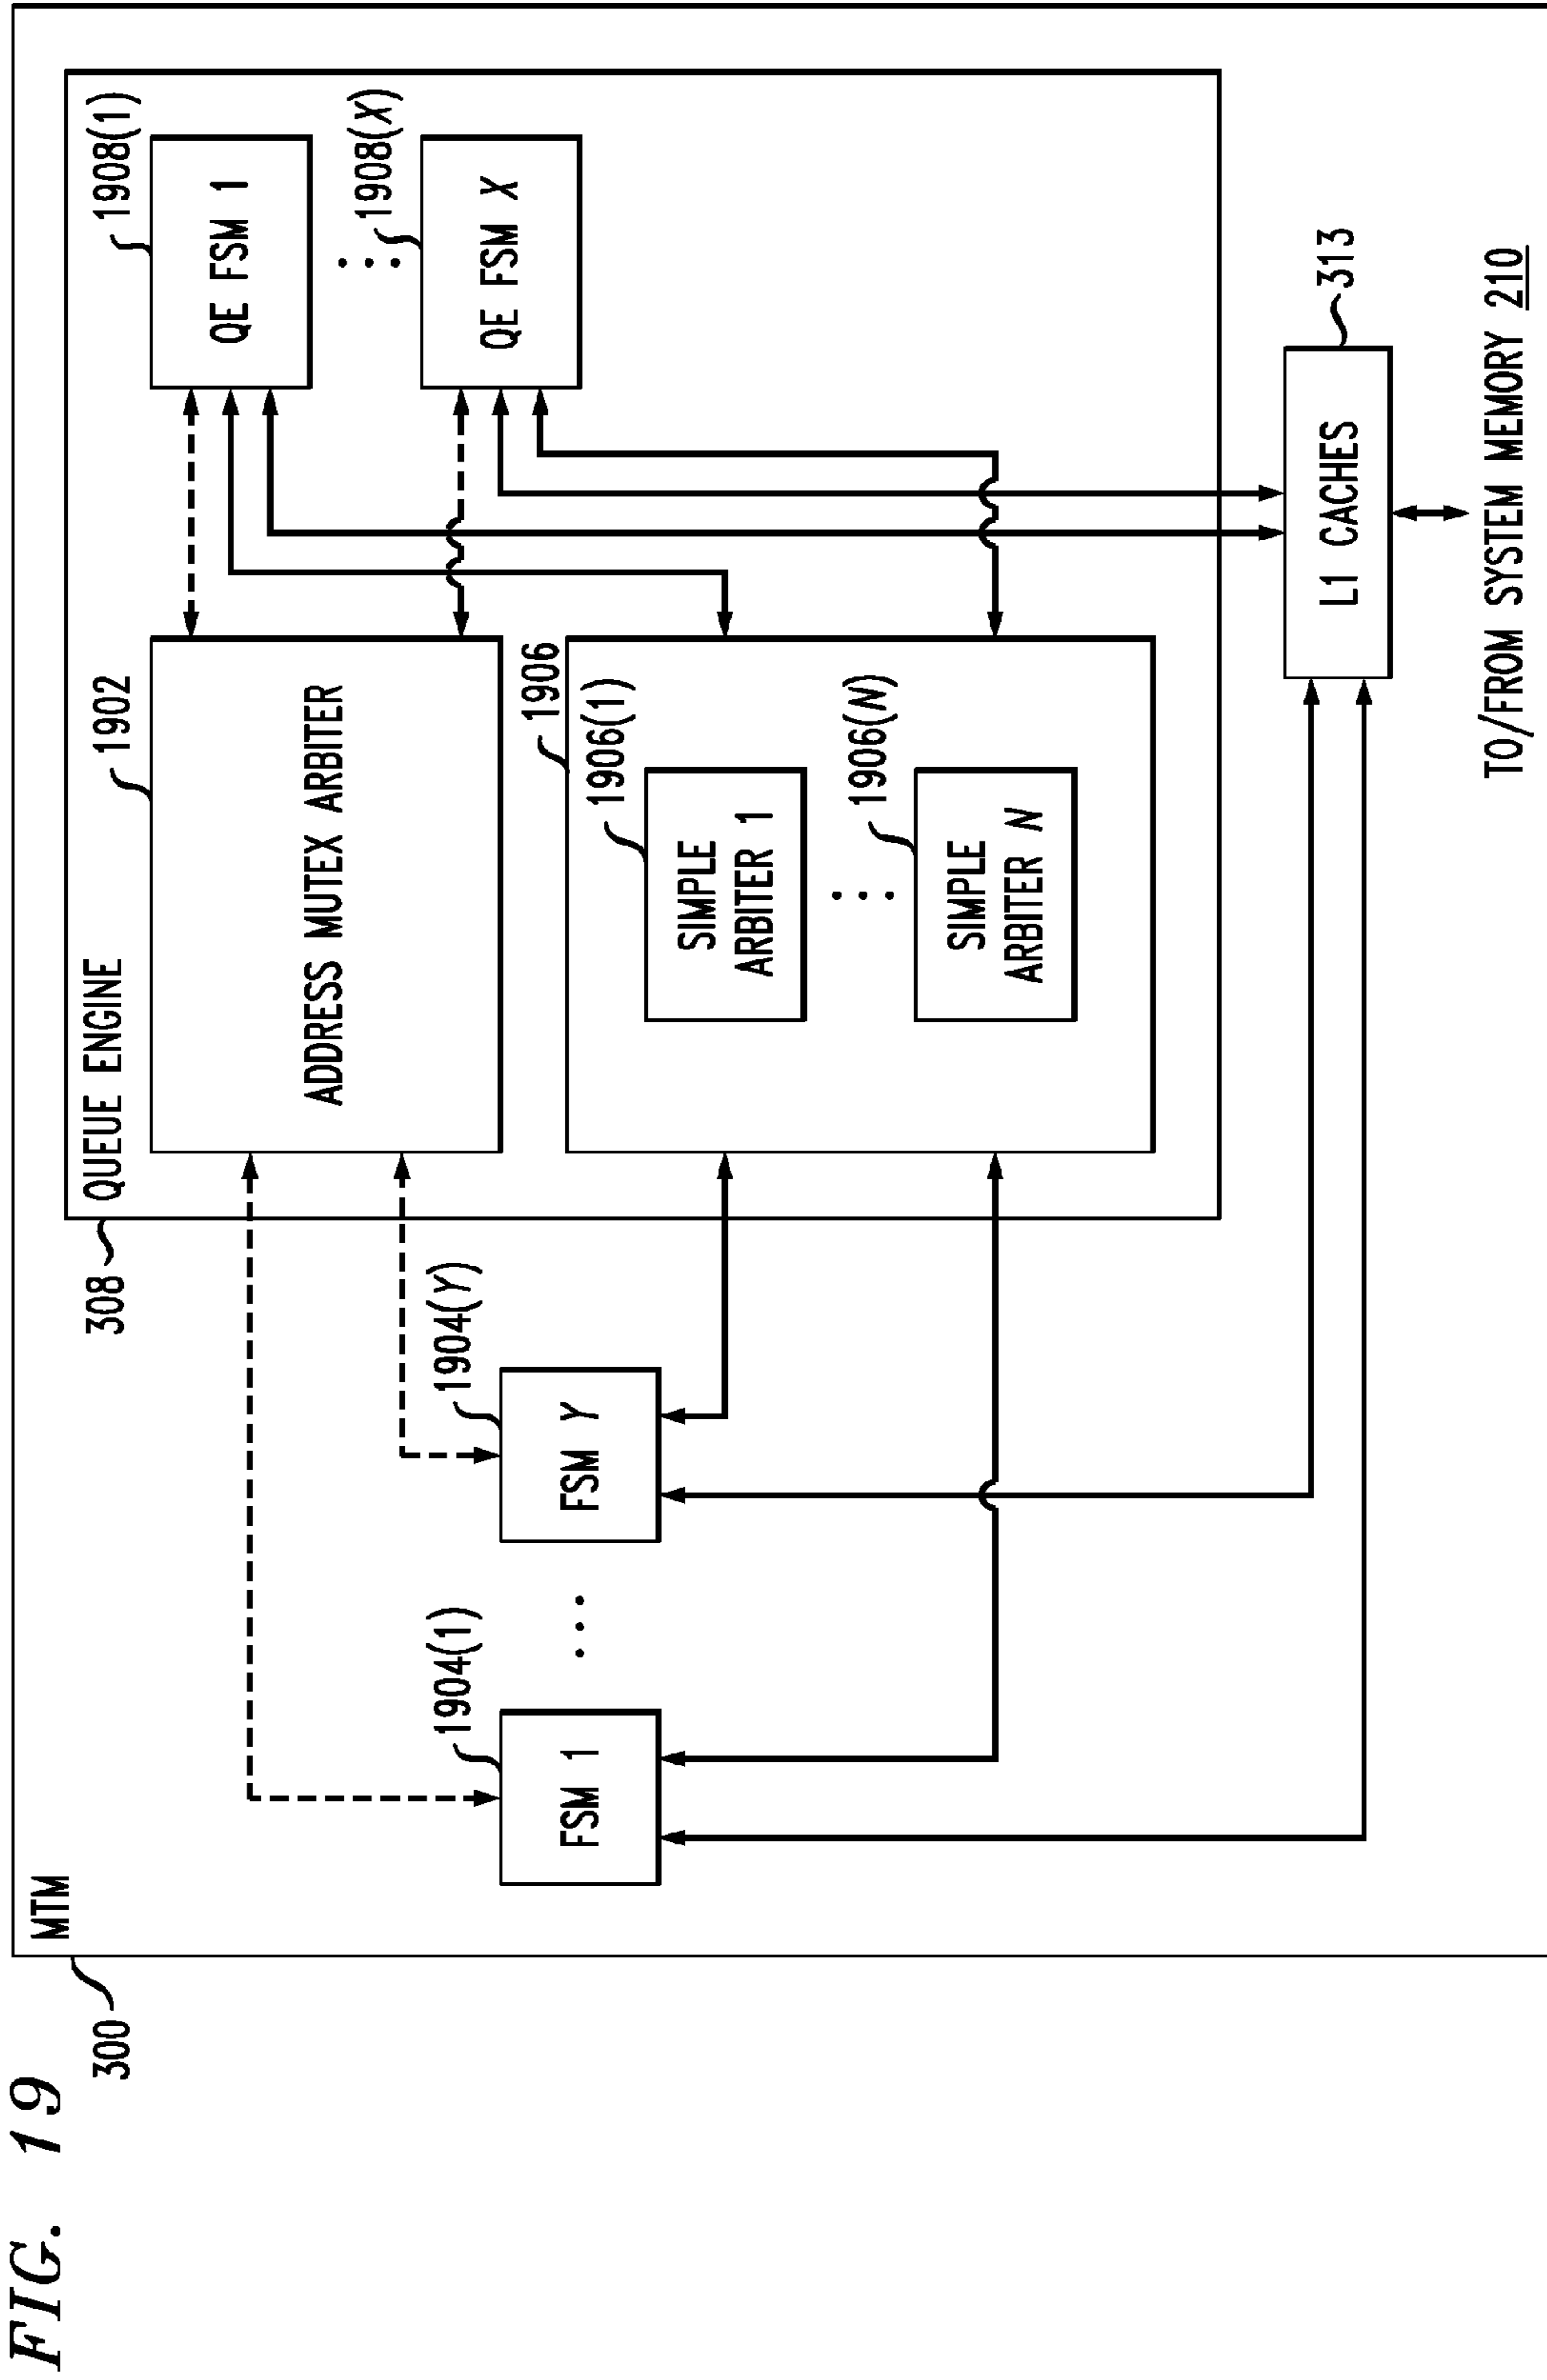 FIG. 19
300
MTM
308
QUEUE ENGINE
1902
ADDRESS MUTEX ARBITER
1908(1)
QE FSM 1
1908(X)
QE FSM X
1904(1)
FSM 1
1904(Y)
FSM Y
1906
1906(1)
SIMPLE
ARBITER 1
1906(N)
SIMPLE
ARBITER N
313
L1 CACHES
TO/FROM SYSTEM MEMORY 210